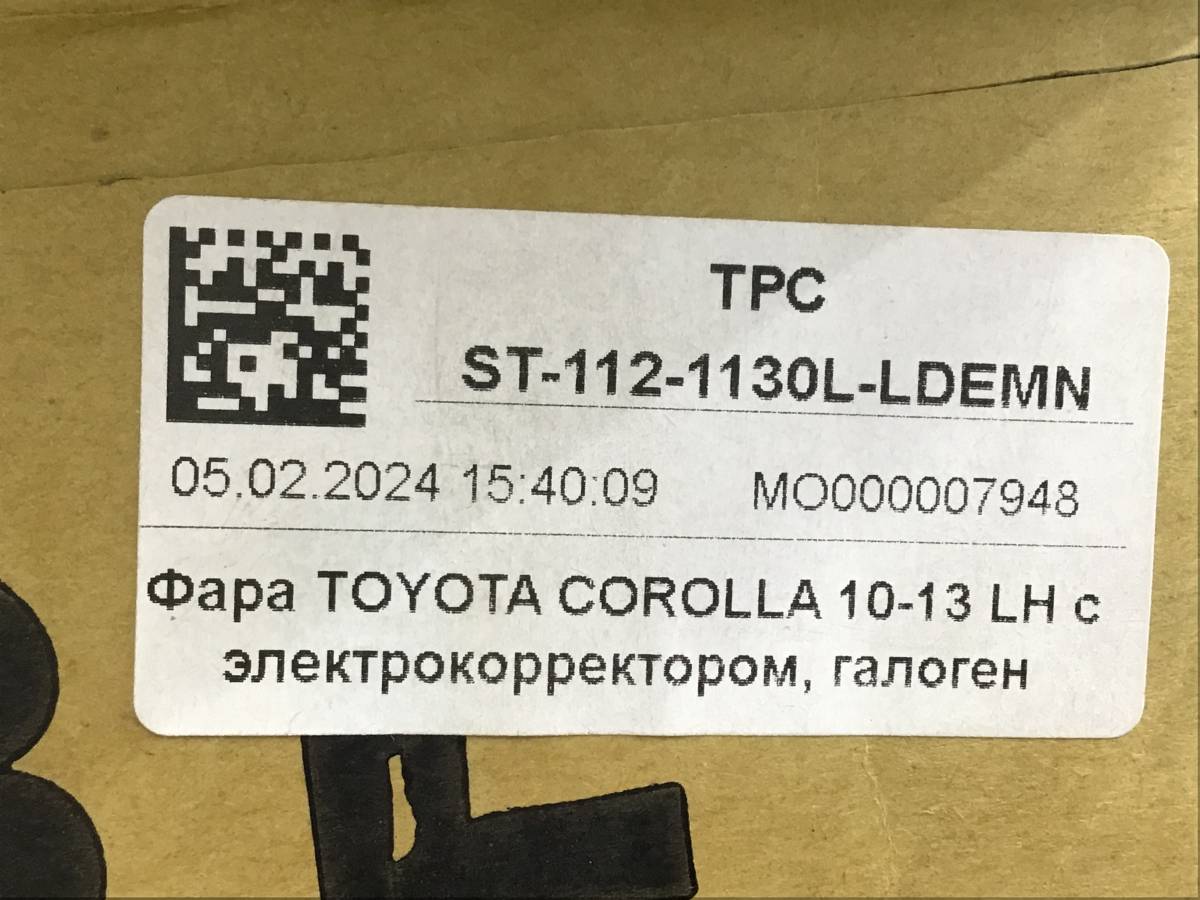 TPC
ST-112-1130L-LDEMN
05.02.2024 15:40:09 MO000007948
Фара TOYOTA COROLLA 10-13 LH с
электрокорректором, галоген